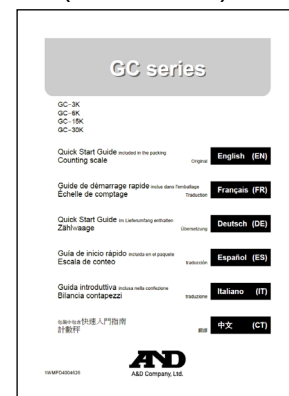 GC series
GC-3K
GC-6K
GC-15K
GC-30K
Quick Start Guide included in the packing
Counting scale Original English (EN)
Guide de démarrage rapide inclus dans l'emballage
Échelle de comptage Traduction Français (FR)
Quick Start Guide im Lieferumfang enthalten
Zählwaage Übersetzung Deutsch (DE)
Guía de inicio rápido incluida en el paquete
Escala de conteo traducción Español (ES)
Guida introduttiva inclusa nella confezione
Bilancia contapezzi traduzione Italiano (IT)
快速入門指南
計數秤 翻譯 中文 (CT)
AND
A&D Company, Ltd.
1WMPD4004626